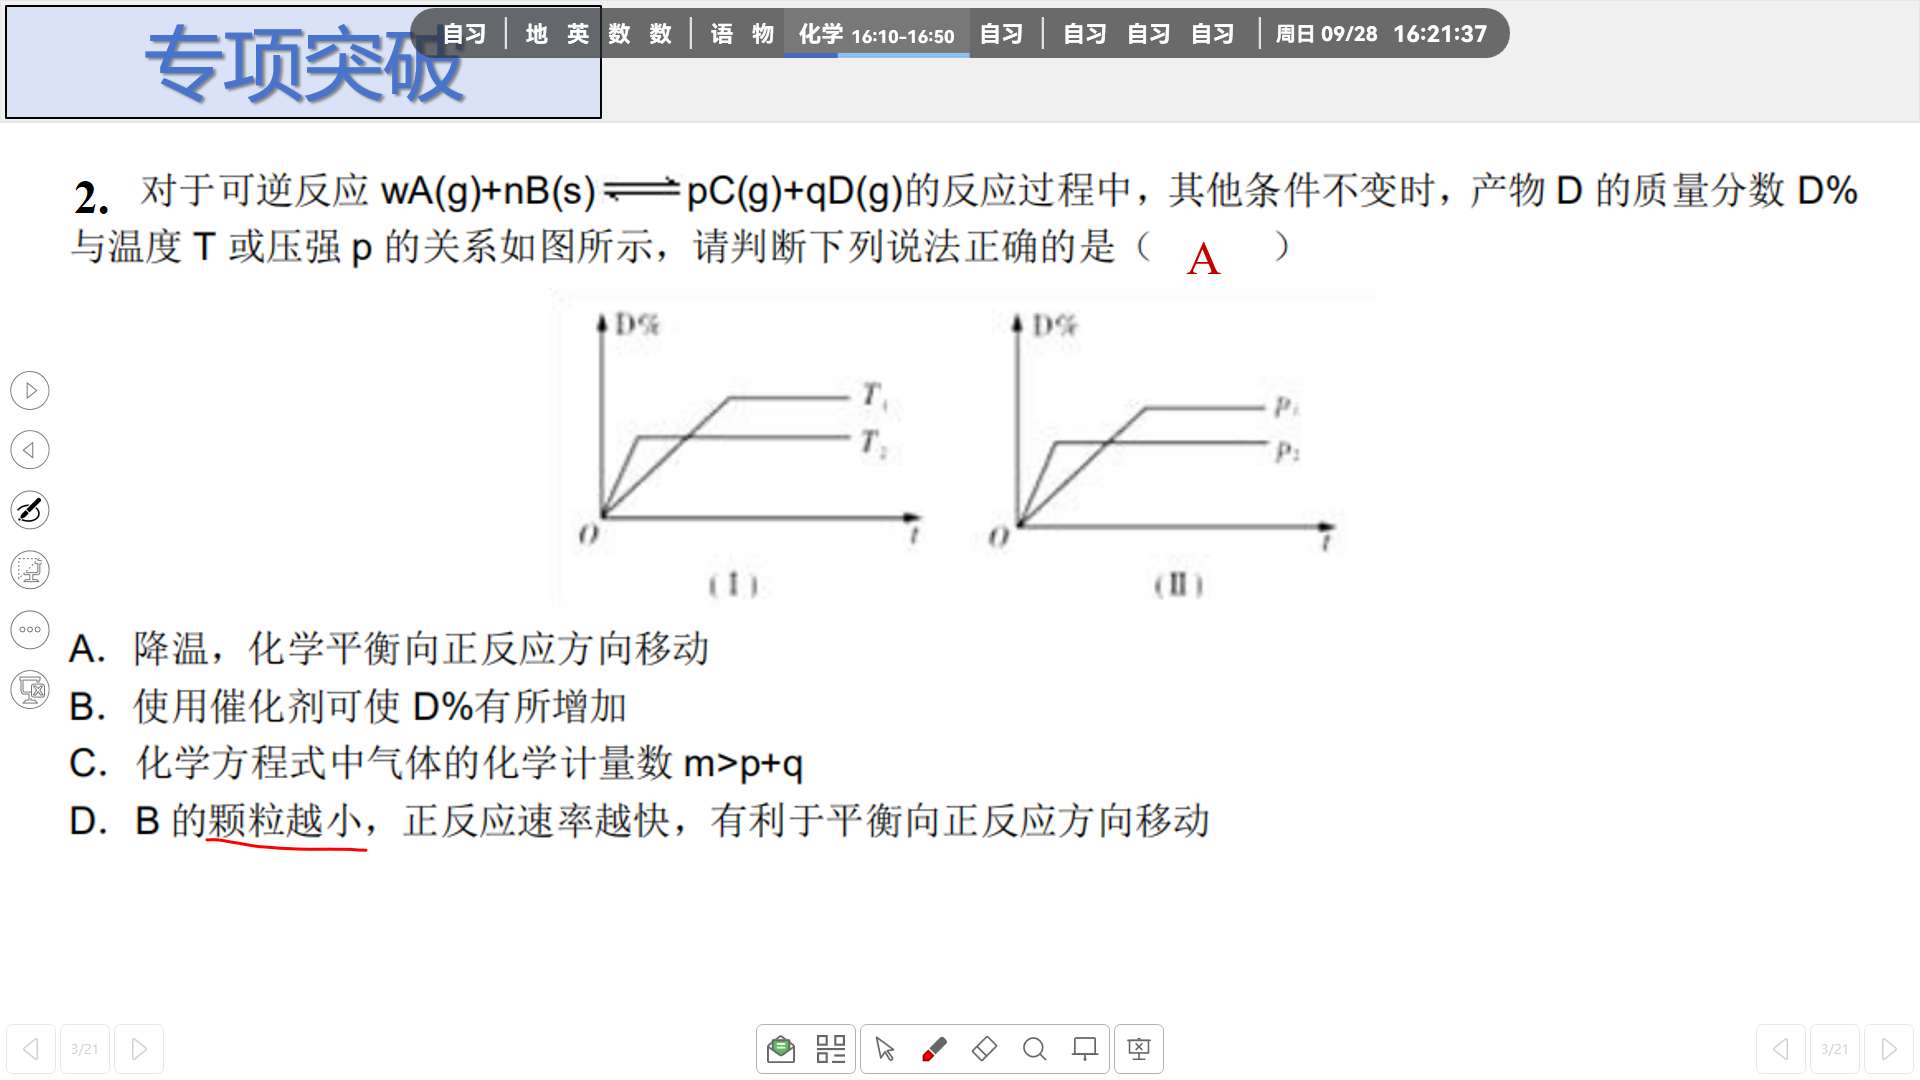 专项突破
自习 | 地 英 数 数 | 语 物 化学 16:10-16:50 自习 | 自习 自习 自习 | 周日 09/28 16:21:37
2. 对于可逆反应 wA(g)+nB(s)⇌pC(g)+qD(g)的反应过程中，其他条件不变时，产物 D 的质量分数 D%
与温度 T 或压强 p 的关系如图所示，请判断下列说法正确的是（ A ）
D%
T₁
T₂
O
t
(Ⅰ)
D%
P₁
P₂
O
t
(Ⅱ)
A. 降温，化学平衡向正反应方向移动
B. 使用催化剂可使 D%有所增加
C. 化学方程式中气体的化学计量数 m>p+q
D. B 的颗粒越小，正反应速率越快，有利于平衡向正反应方向移动
3/21
3/21